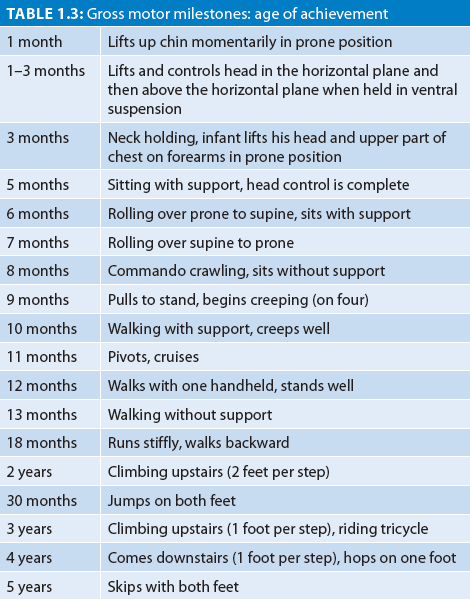 TABLE 1.3: Gross motor milestones: age of achievement
1 month Lifts up chin momentarily in prone position
1–3 months Lifts and controls head in the horizontal plane and
then above the horizontal plane when held in ventral
suspension
3 months Neck holding, infant lifts his head and upper part of
chest on forearms in prone position
5 months Sitting with support, head control is complete
6 months Rolling over prone to supine, sits with support
7 months Rolling over supine to prone
8 months Commando crawling, sits without support
9 months Pulls to stand, begins creeping (on four)
10 months Walking with support, creeps well
11 months Pivots, cruises
12 months Walks with one handheld, stands well
13 months Walking without support
18 months Runs stiffly, walks backward
2 years Climbing upstairs (2 feet per step)
30 months Jumps on both feet
3 years Climbing upstairs (1 foot per step), riding tricycle
4 years Comes downstairs (1 foot per step), hops on one foot
5 years Skips with both feet